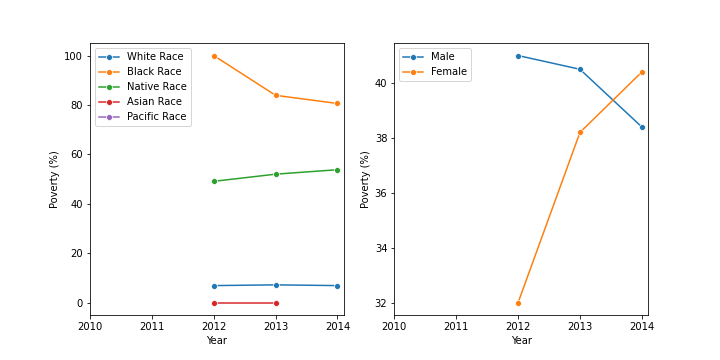 100
80
60
40
20
0
Poverty (%)
White Race
Black Race
Native Race
Asian Race
Pacific Race
2010 2011 2012 2013 2014
Year
40
38
36
34
32
Poverty (%)
Male
Female
2010 2011 2012 2013 2014
Year